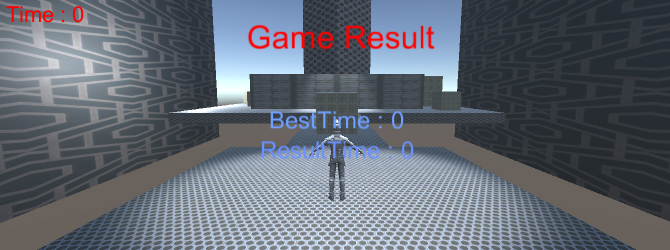 Time : 0
Game Result
BestTime : 0
ResultTime : 0